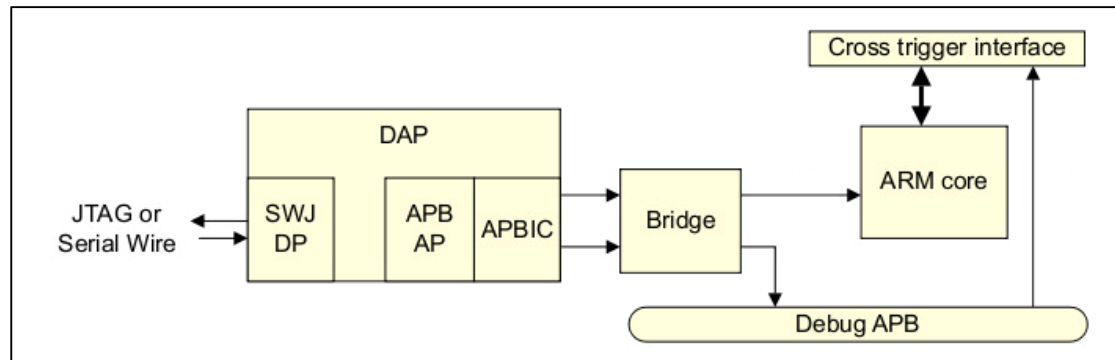 Cross trigger interface
DAP
ARM core
JTAG or
Serial Wire
SWJ
DP
APB
AP
APBIC
Bridge
Debug APB